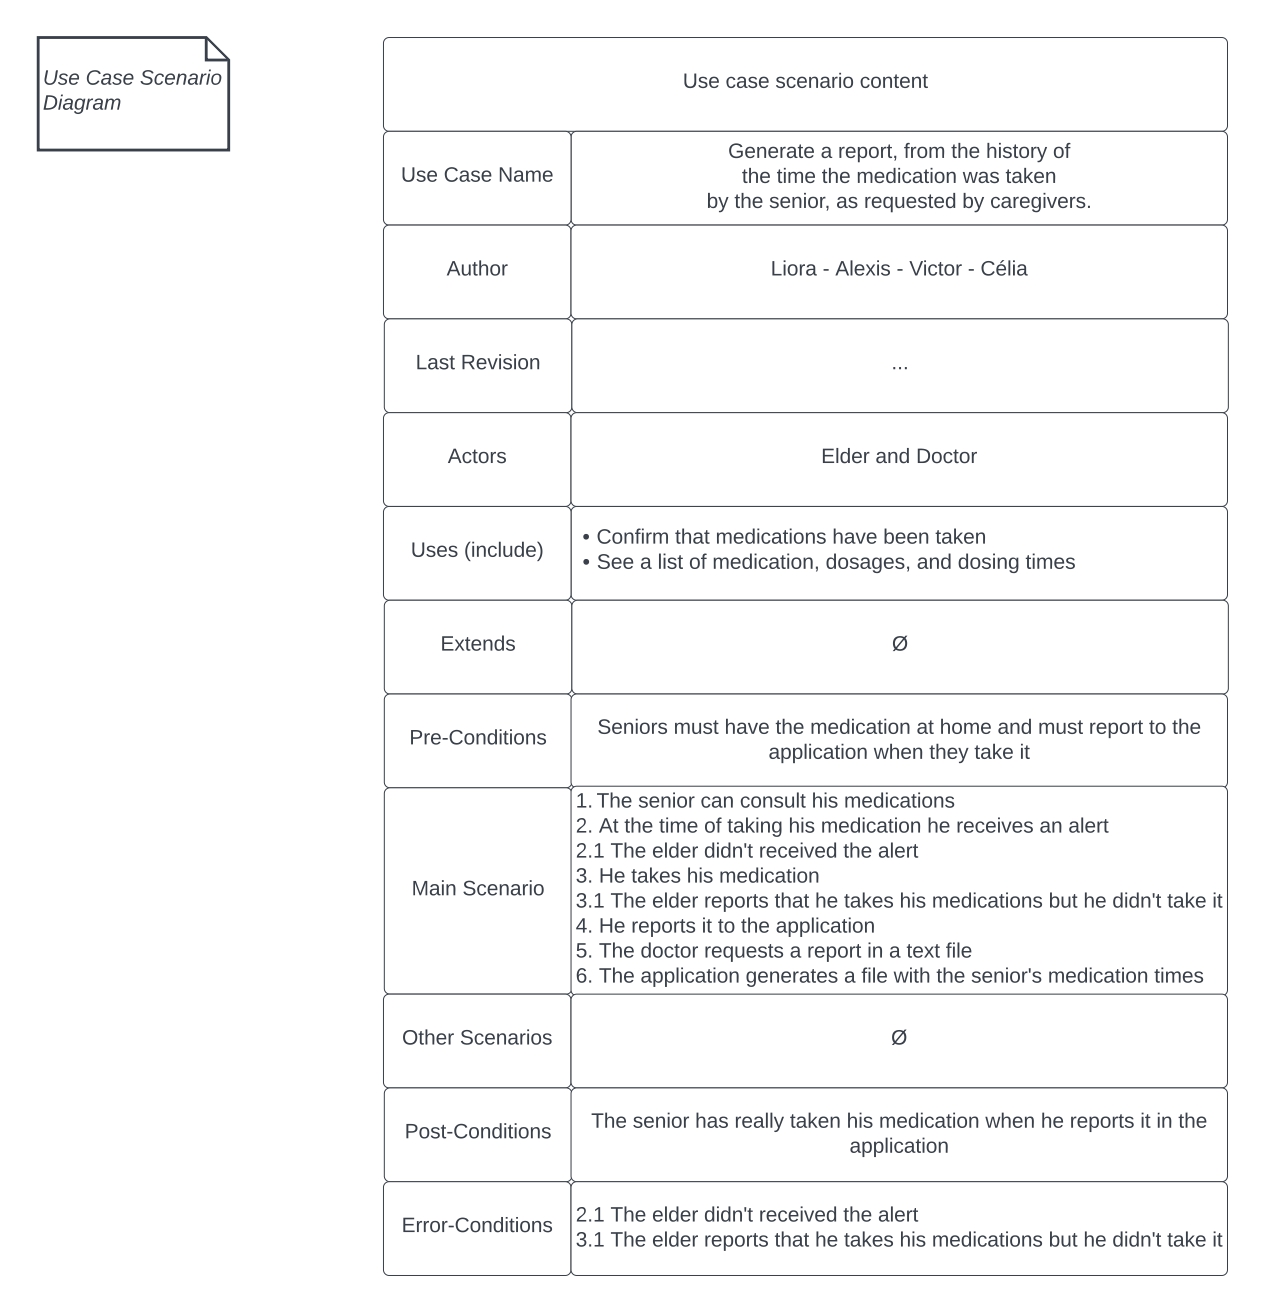 Use Case Scenario
Diagram
Use case scenario content
Use Case Name
Generate a report, from the history of
the time the medication was taken
by the senior, as requested by caregivers.
Author
Liora - Alexis - Victor - Célia
Last Revision
...
Actors
Elder and Doctor
Uses (include)
• Confirm that medications have been taken
• See a list of medication, dosages, and dosing times
Extends
Ø
Pre-Conditions
Seniors must have the medication at home and must report to the
application when they take it
Main Scenario
1. The senior can consult his medications
2. At the time of taking his medication he receives an alert
2.1 The elder didn't received the alert
3. He takes his medication
3.1 The elder reports that he takes his medications but he didn't take it
4. He reports it to the application
5. The doctor requests a report in a text file
6. The application generates a file with the senior's medication times
Other Scenarios
Ø
Post-Conditions
The senior has really taken his medication when he reports it in the
application
Error-Conditions
2.1 The elder didn't received the alert
3.1 The elder reports that he takes his medications but he didn't take it